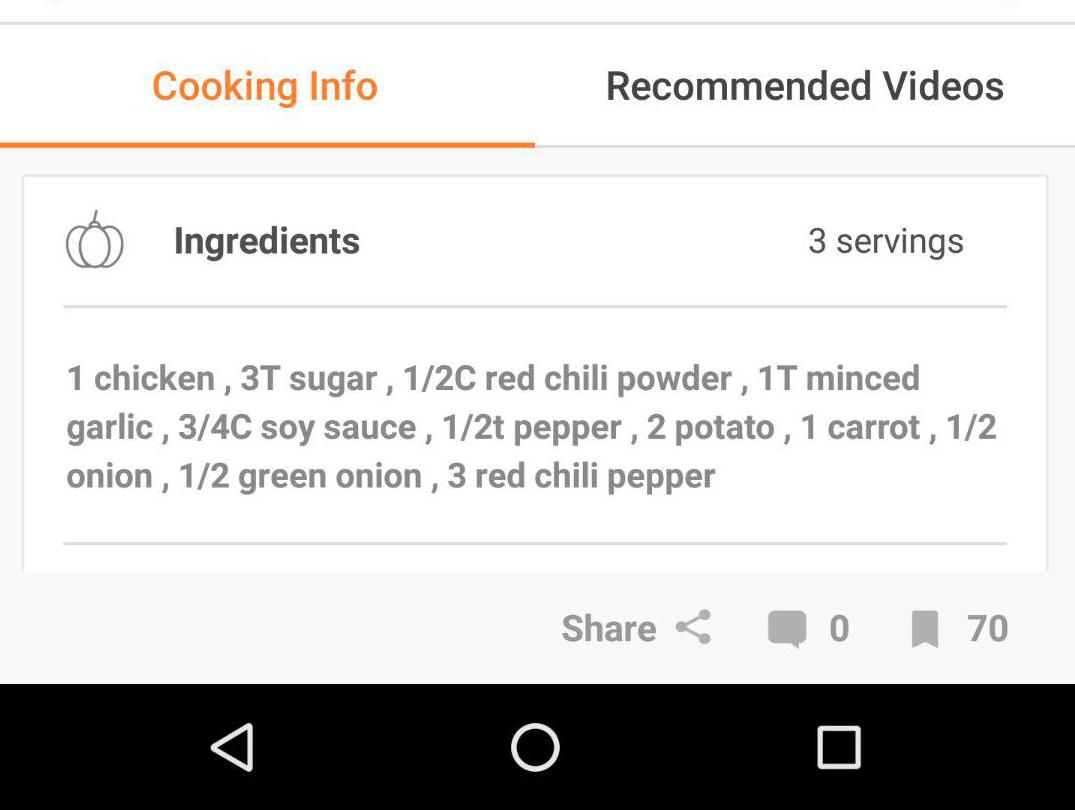 Cooking Info
Recommended Videos
Ingredients
3 servings
1 chicken , 3T sugar , 1/2C red chili powder , 1T minced
garlic , 3/4C soy sauce , 1/2t pepper , 2 potato , 1 carrot , 1/2
onion , 1/2 green onion , 3 red chili pepper
Share
0
70